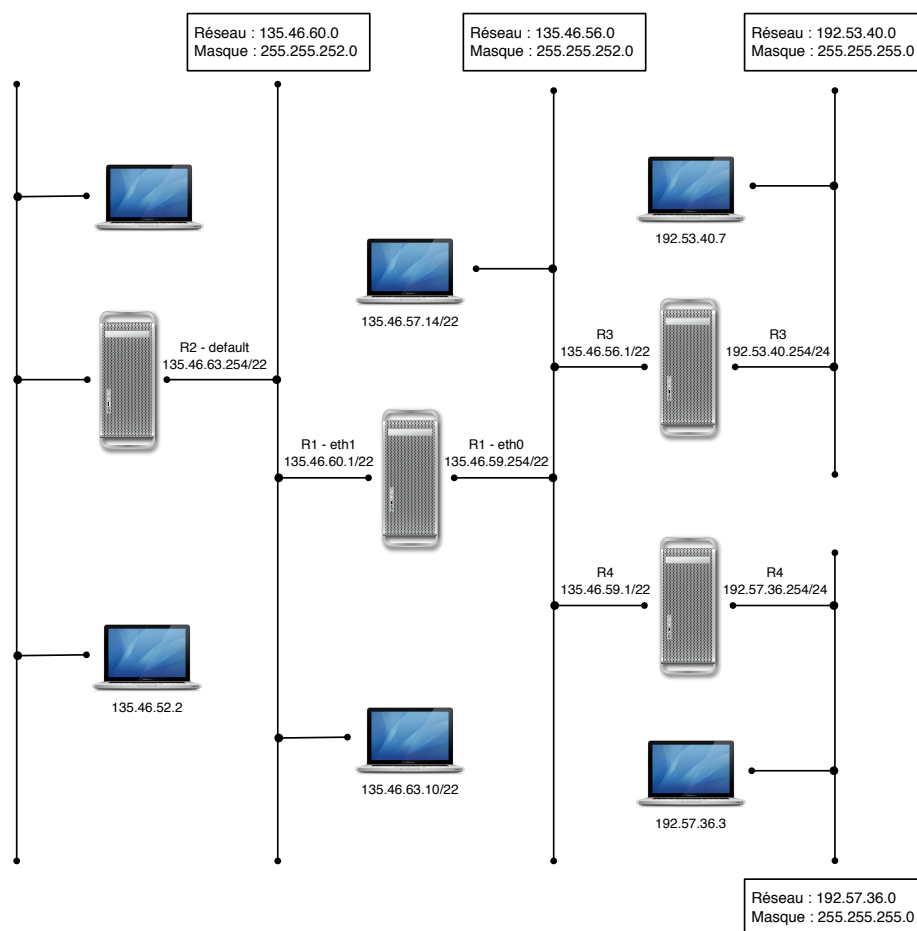 Réseau : 135.46.60.0
Masque : 255.255.252.0
Réseau : 135.46.56.0
Masque : 255.255.252.0
Réseau : 192.53.40.0
Masque : 255.255.255.0
192.53.40.7
135.46.57.14/22
R2 - default
135.46.63.254/22
R3
135.46.56.1/22
R3
192.53.40.254/24
R1 - eth1
135.46.60.1/22
R1 - eth0
135.46.59.254/22
R4
135.46.59.1/22
R4
192.57.36.254/24
135.46.52.2
135.46.63.10/22
192.57.36.3
Réseau : 192.57.36.0
Masque : 255.255.255.0